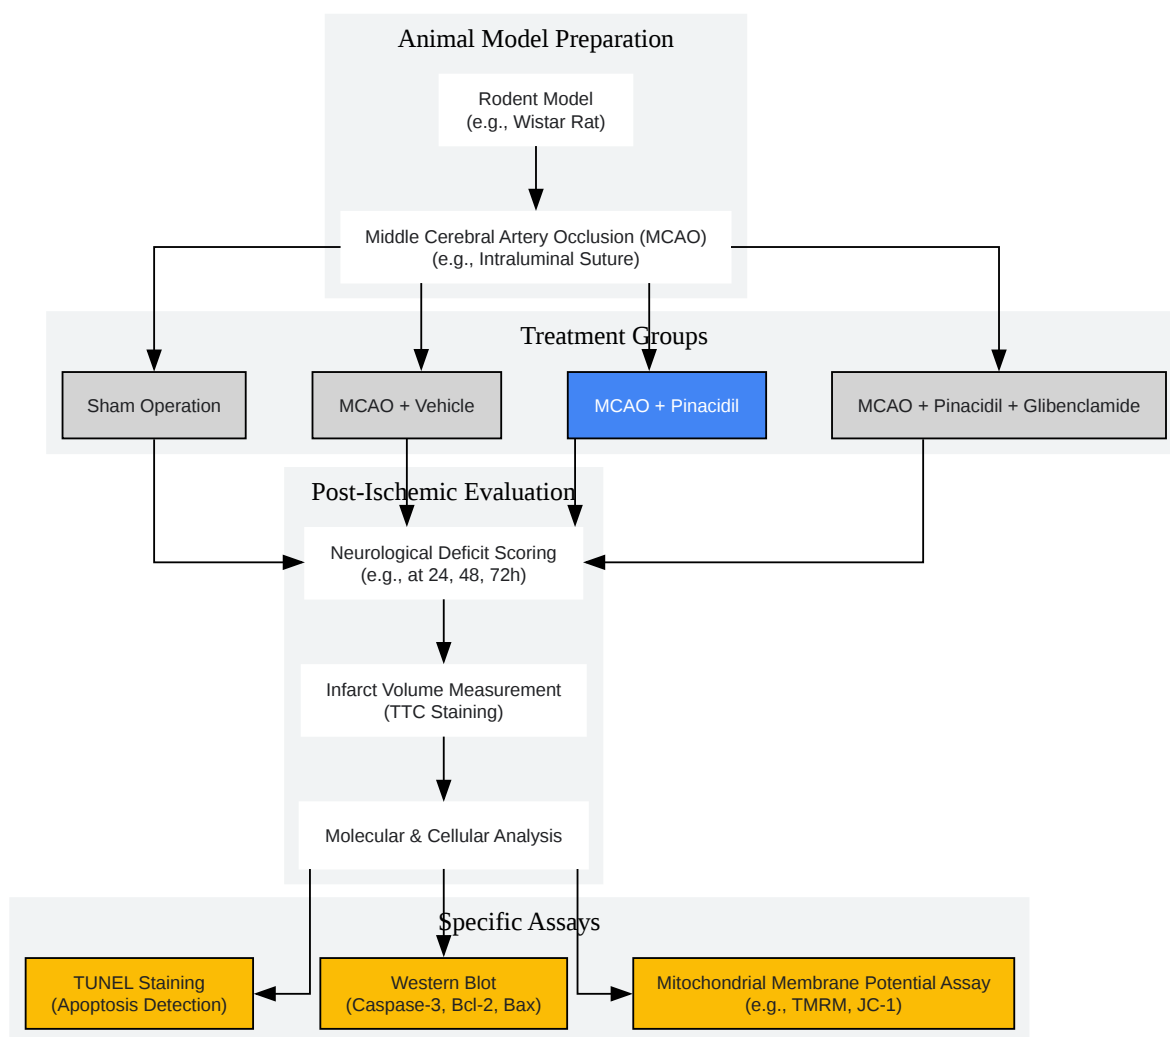 Animal Model Preparation
Rodent Model
(e.g., Wistar Rat)
Middle Cerebral Artery Occlusion (MCAO)
(e.g., Intraluminal Suture)
Treatment Groups
Sham Operation
MCAO + Vehicle
MCAO + Pinacidil
MCAO + Pinacidil + Glibenclamide
Post-Ischemic Evaluation
Neurological Deficit Scoring
(e.g., at 24, 48, 72h)
Infarct Volume Measurement
(TTC Staining)
Molecular & Cellular Analysis
Specific Assays
TUNEL Staining
(Apoptosis Detection)
Western Blot
(Caspase-3, Bcl-2, Bax)
Mitochondrial Membrane Potential Assay
(e.g., TMRM, JC-1)